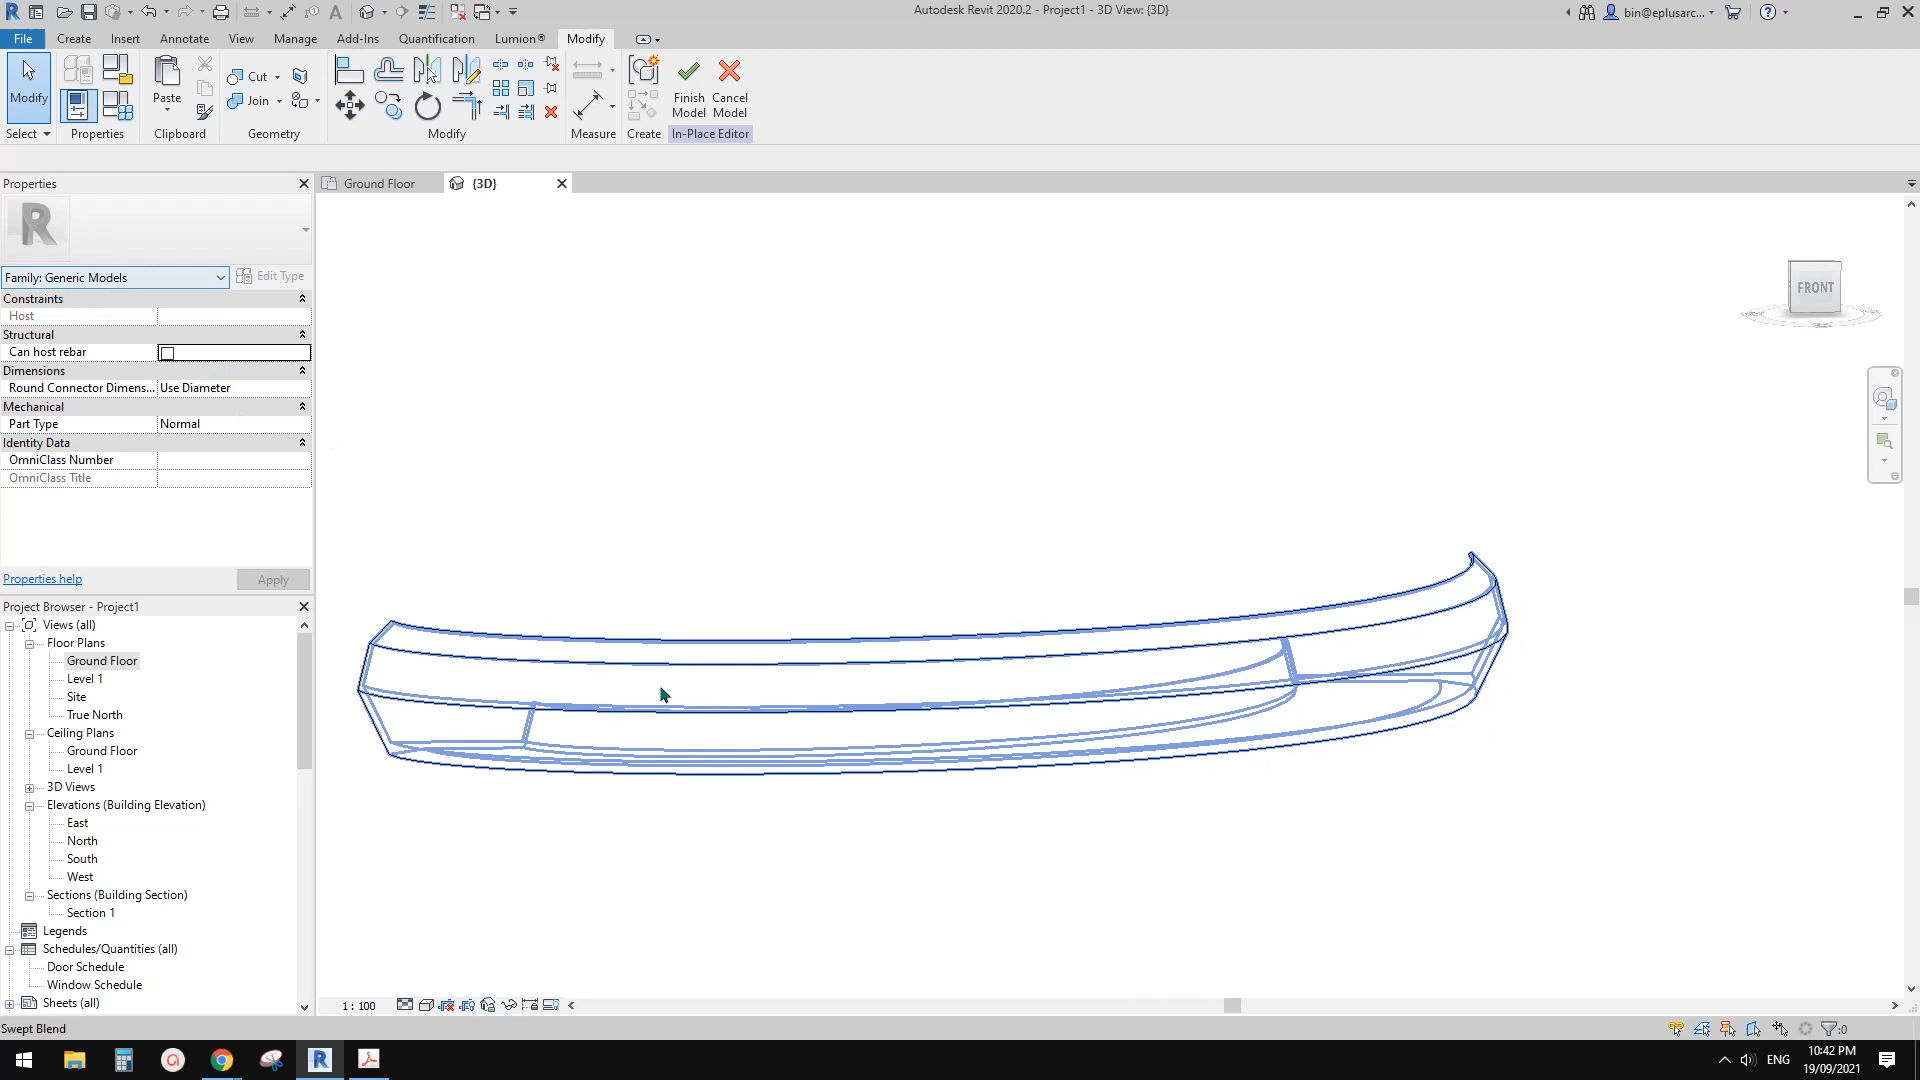 Autodesk Revit 2020.2 - Project1 - 3D View: {3D}
bin@eplusarc...
File Create Insert Annotate View Manage Add-Ins Quantification Lumion® Modify
Modify
Paste
Cut
Join
Finish Model
Cancel Model
Select Properties Clipboard Geometry Modify Measure Create In-Place Editor
Properties
Ground Floor
{3D}
Family: Generic Models
Edit Type
Constraints
Host
Structural
Can host rebar
Dimensions
Round Connector Dimens... Use Diameter
Mechanical
Part Type Normal
Identity Data
OmniClass Number
OmniClass Title
Properties help
Apply
FRONT
Project Browser - Project1
Views (all)
Floor Plans
Ground Floor
Level 1
Site
True North
Ceiling Plans
Ground Floor
Level 1
3D Views
Elevations (Building Elevation)
East
North
South
West
Sections (Building Section)
Section 1
Legends
Schedules/Quantities (all)
Door Schedule
Window Schedule
Sheets (all)
1 : 100
Swept Blend
:0
ENG
10:42 PM
19/09/2021